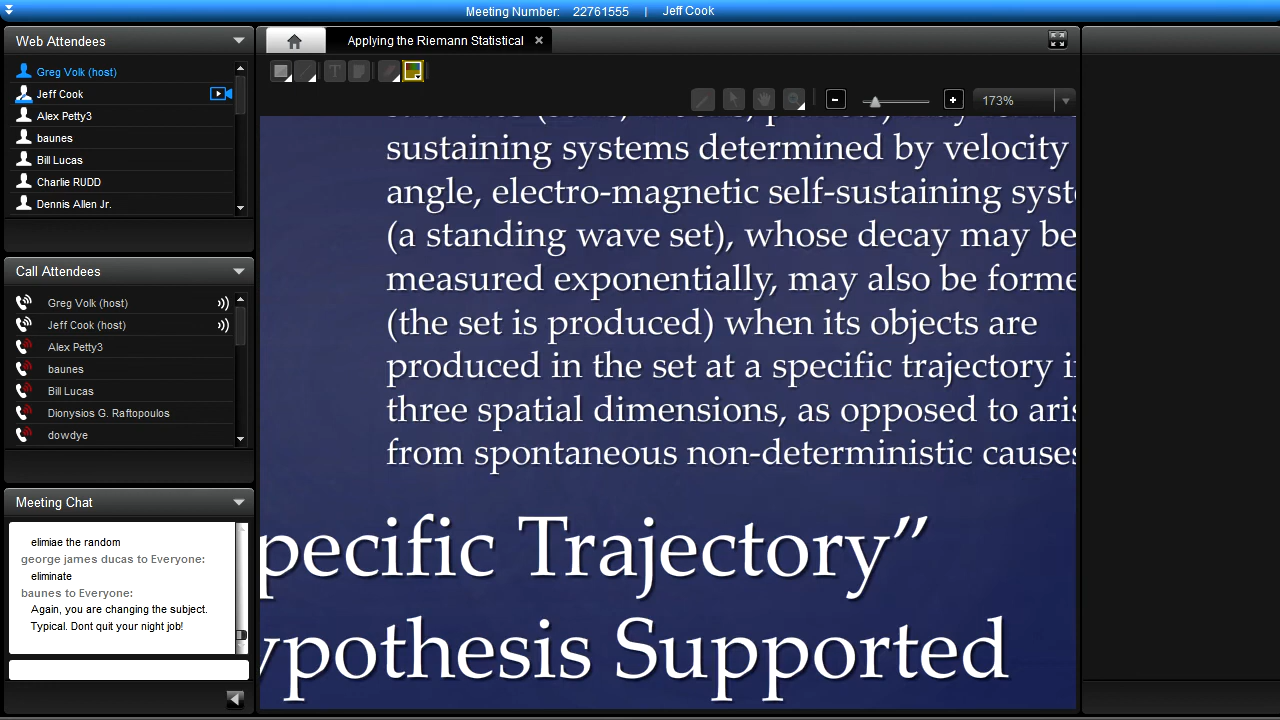 Meeting Number: 22761555 | Jeff Cook
Web Attendees
Greg Volk (host)
Jeff Cook
Alex Petty3
baunes
Bill Lucas
Charlie RUDD
Dennis Allen Jr.
Call Attendees
Greg Volk (host)
Jeff Cook (host)
Alex Petty3
baunes
Bill Lucas
Dionysios G. Raftopoulos
dowdye
Meeting Chat
elimiae the random
george james ducas to Everyone:
eliminate
baunes to Everyone:
Again, you are changing the subject.
Typical. Dont quit your night job!
Applying the Riemann Statistical
173%
sustaining systems determined by velocity
angle, electro-magnetic self-sustaining syst
(a standing wave set), whose decay may be
measured exponentially, may also be forme
(the set is produced) when its objects are
produced in the set at a specific trajectory i
three spatial dimensions, as opposed to aris
from spontaneous non-deterministic causes
pecific Trajectory”
ypothesis Supported